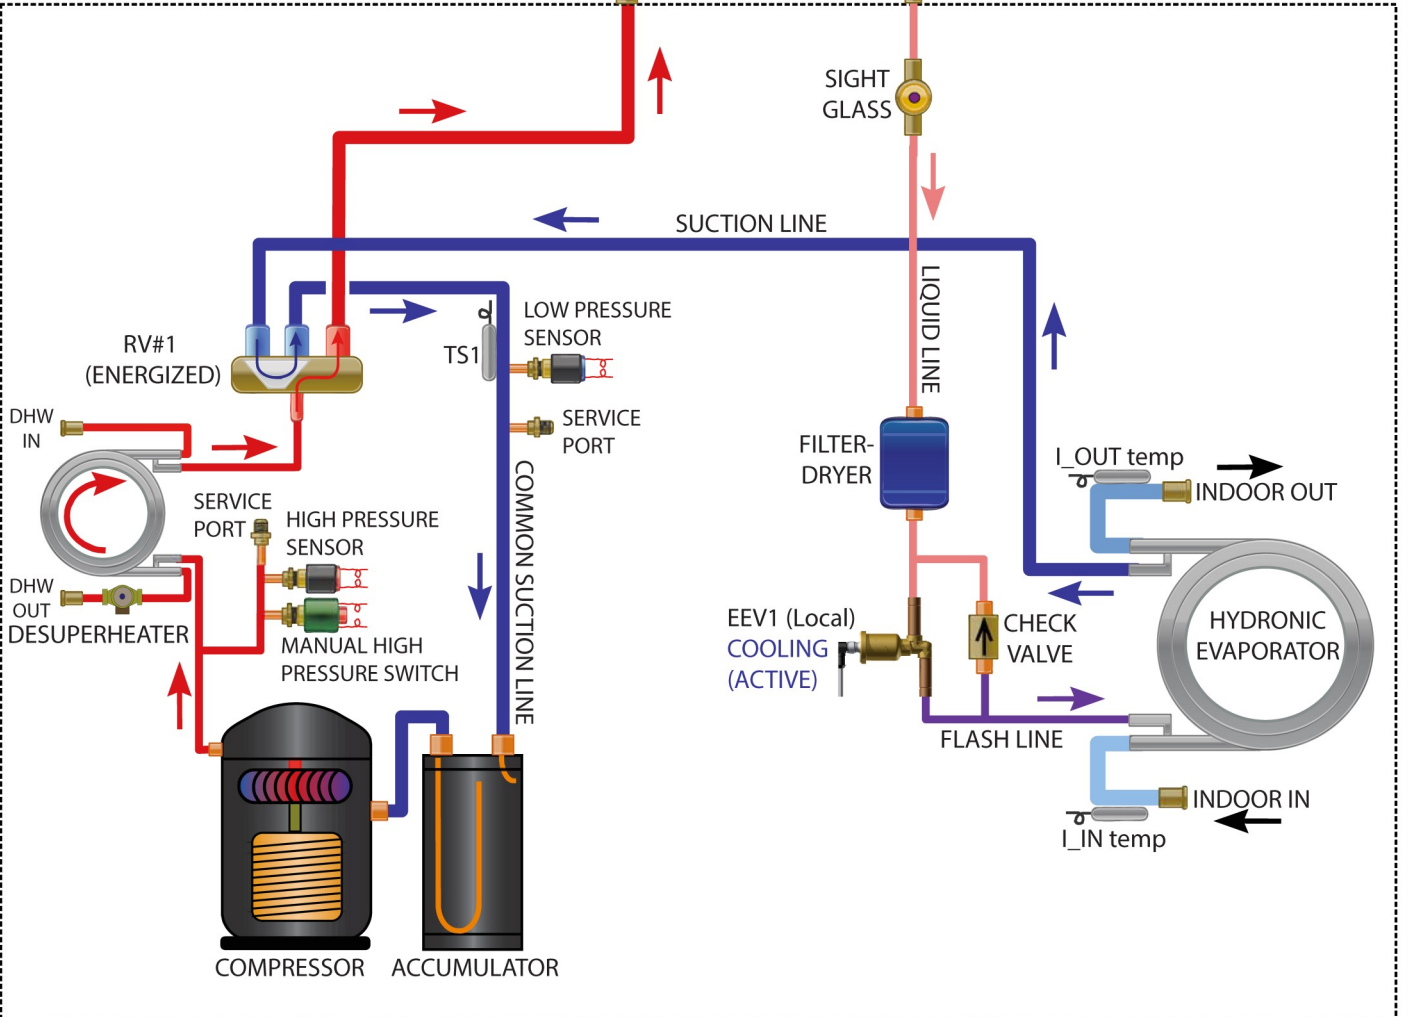 SIGHT
GLASS
SUCTION LINE
LIQUID LINE
LOW PRESSURE
SENSOR
TS1
RV#1
(ENERGIZED)
DHW
IN
SERVICE
PORT
FILTER-
DRYER
I_OUT temp
INDOOR OUT
COMMON SUCTION LINE
SERVICE
PORT
HIGH PRESSURE
SENSOR
DHW
OUT
DESUPERHEATER
MANUAL HIGH
PRESSURE SWITCH
EEV1 (Local)
COOLING
(ACTIVE)
CHECK
VALVE
HYDRONIC
EVAPORATOR
FLASH LINE
INDOOR IN
I_IN temp
COMPRESSOR
ACCUMULATOR